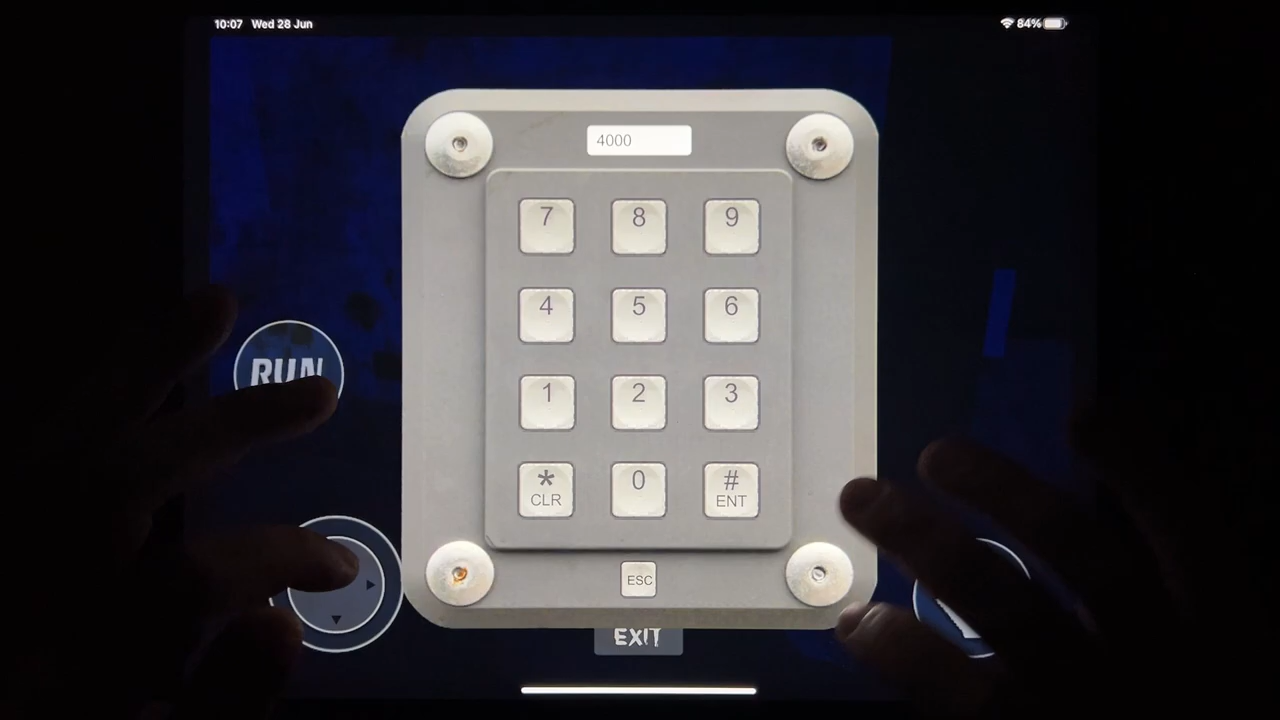 10:07 Wed 28 Jun 84%
4000
7 8 9
4 5 6
RUN
1 2 3
* 0 #
CLR ENT
ESC
EXIT